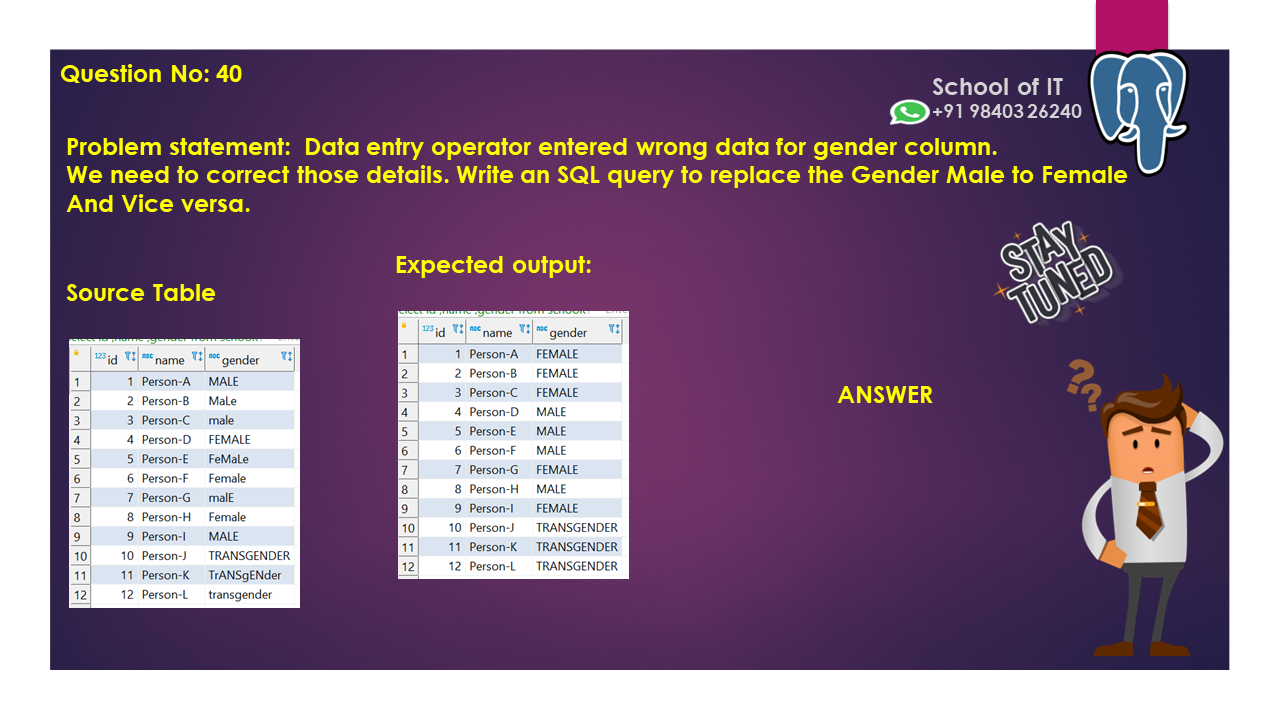 Question No: 40
School of IT
+91 98403 26240
Problem statement:  Data entry operator entered wrong data for gender column.
We need to correct those details. Write an SQL query to replace the Gender Male to Female
And Vice versa.
STAY
TUNED
Expected output:
Source Table
ANSWER
??
123 id ABC name ABC gender
1 1 Person-A MALE
2 2 Person-B MaLe
3 3 Person-C male
4 4 Person-D FEMALE
5 5 Person-E FeMaLe
6 6 Person-F Female
7 7 Person-G malE
8 8 Person-H Female
9 9 Person-I MALE
10 10 Person-J TRANSGENDER
11 11 Person-K TrANSgENder
12 12 Person-L transgender
123 id ABC name ABC gender
1 1 Person-A FEMALE
2 2 Person-B FEMALE
3 3 Person-C FEMALE
4 4 Person-D MALE
5 5 Person-E MALE
6 6 Person-F MALE
7 7 Person-G FEMALE
8 8 Person-H MALE
9 9 Person-I FEMALE
10 10 Person-J TRANSGENDER
11 11 Person-K TRANSGENDER
12 12 Person-L TRANSGENDER